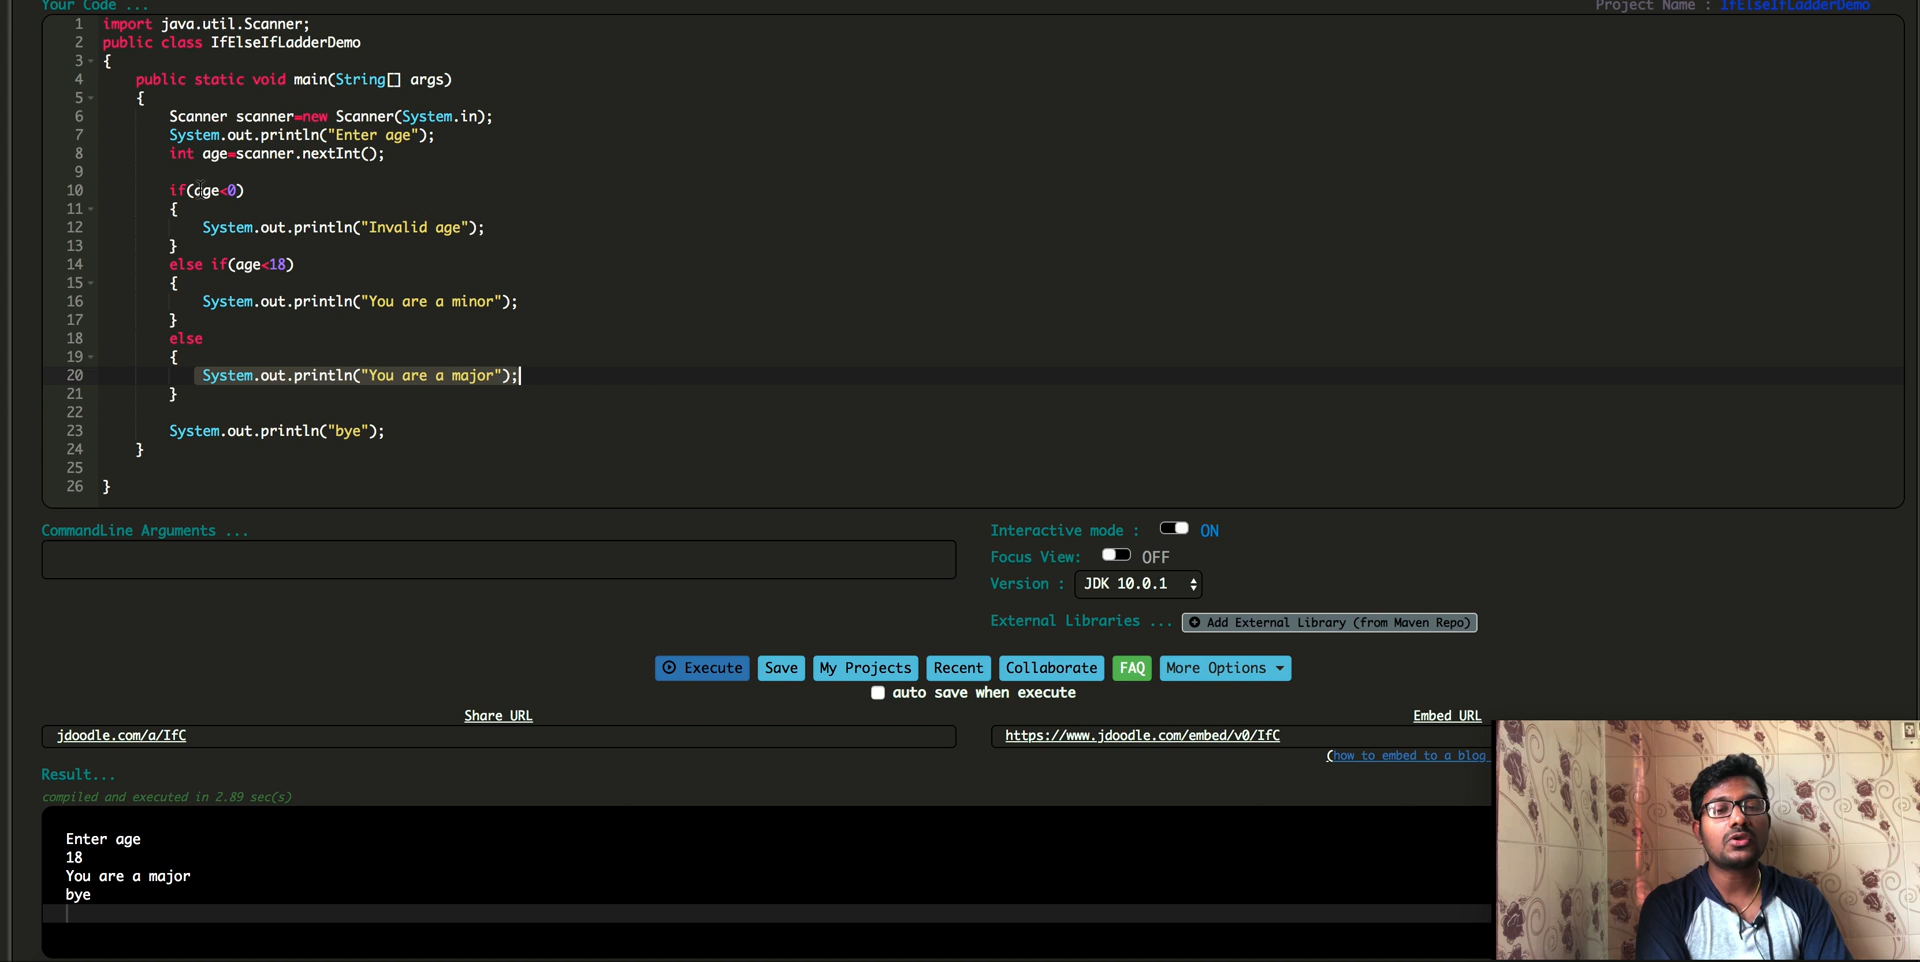 Your Code ...
Project Name : IfElseIfLadderDemo
1 import java.util.Scanner;
2 public class IfElseIfLadderDemo
3 {
4 public static void main(String[] args)
5 {
6 Scanner scanner=new Scanner(System.in);
7 System.out.println("Enter age");
8 int age=scanner.nextInt();
9
10 if(age<0)
11 {
12 System.out.println("Invalid age");
13 }
14 else if(age<18)
15 {
16 System.out.println("You are a minor");
17 }
18 else
19 {
20 System.out.println("You are a major");
21 }
22
23 System.out.println("bye");
24 }
25
26 }
CommandLine Arguments ...
Interactive mode : ON
Focus View: OFF
Version : JDK 10.0.1
External Libraries ... Add External Library (from Maven Repo)
Execute Save My Projects Recent Collaborate FAQ More Options
auto save when execute
Share URL
Embed URL
jdoodle.com/a/IfC
https://www.jdoodle.com/embed/v0/IfC
(how to embed to a blog
Result...
compiled and executed in 2.89 sec(s)
Enter age
18
You are a major
bye